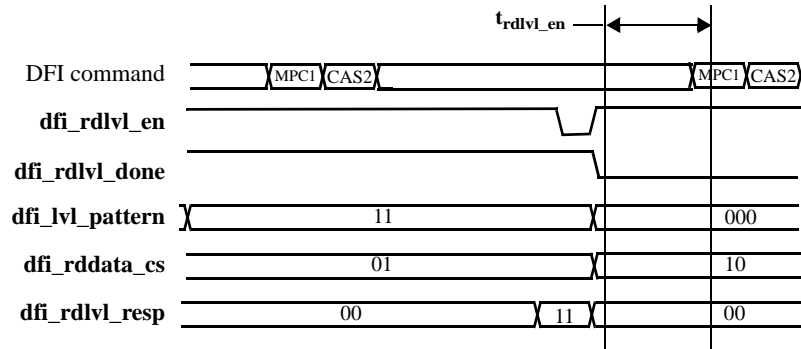 t_rdlvl_en
DFI command MPC1 CAS2 MPC1 CAS2
dfi_rdlvl_en
dfi_rdlvl_done
dfi_lvl_pattern 11 000
dfi_rddata_cs 01 10
dfi_rdlvl_resp 00 11 00